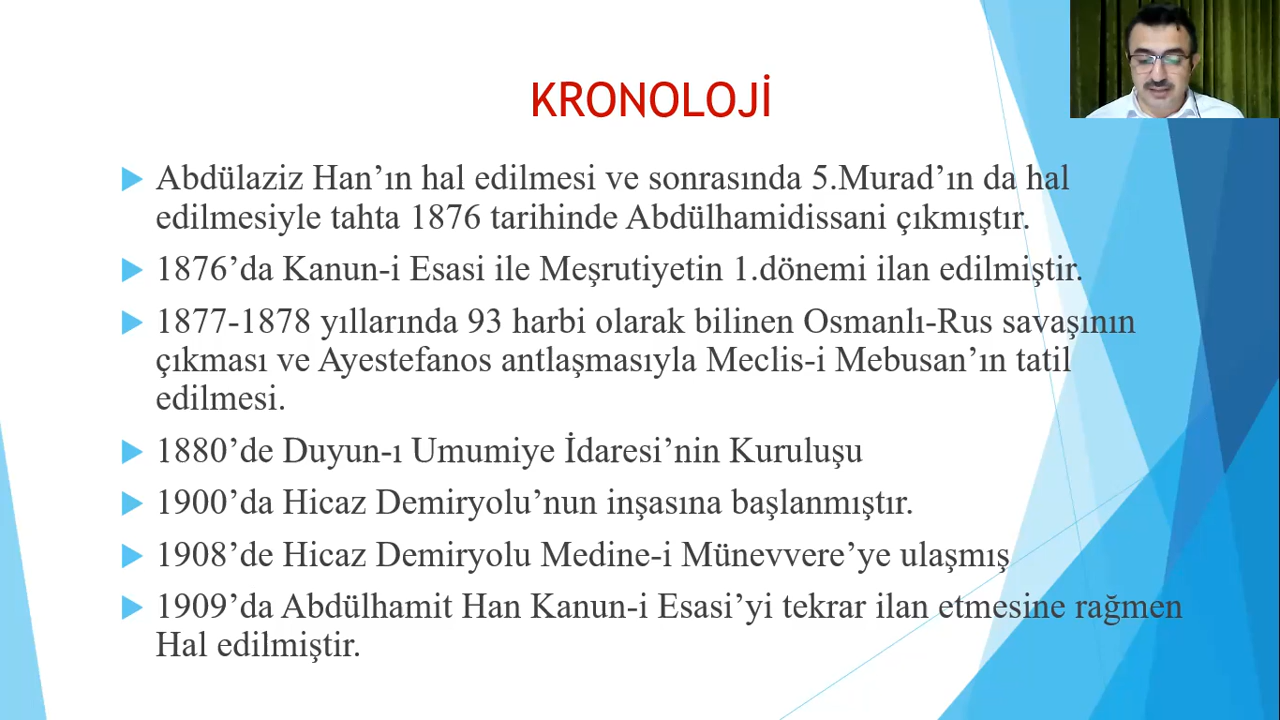 KRONOLOJİ
Abdülaziz Han’ın hal edilmesi ve sonrasında 5.Murad’ın da hal
edilmesiyle tahta 1876 tarihinde Abdülhamidissani çıkmıştır.
1876’da Kanun-i Esasi ile Meşrutiyetin 1.dönemi ilan edilmiştir.
1877-1878 yıllarında 93 harbi olarak bilinen Osmanlı-Rus savaşının
çıkması ve Ayestefanos antlaşmasıyla Meclis-i Mebusan’ın tatil
edilmesi.
1880’de Duyun-ı Umumiye İdaresi’nin Kuruluşu
1900’da Hicaz Demiryolu’nun inşasına başlanmıştır.
1908’de Hicaz Demiryolu Medine-i Münevvere’ye ulaşmış
1909’da Abdülhamit Han Kanun-i Esasi’yi tekrar ilan etmesine rağmen
Hal edilmiştir.